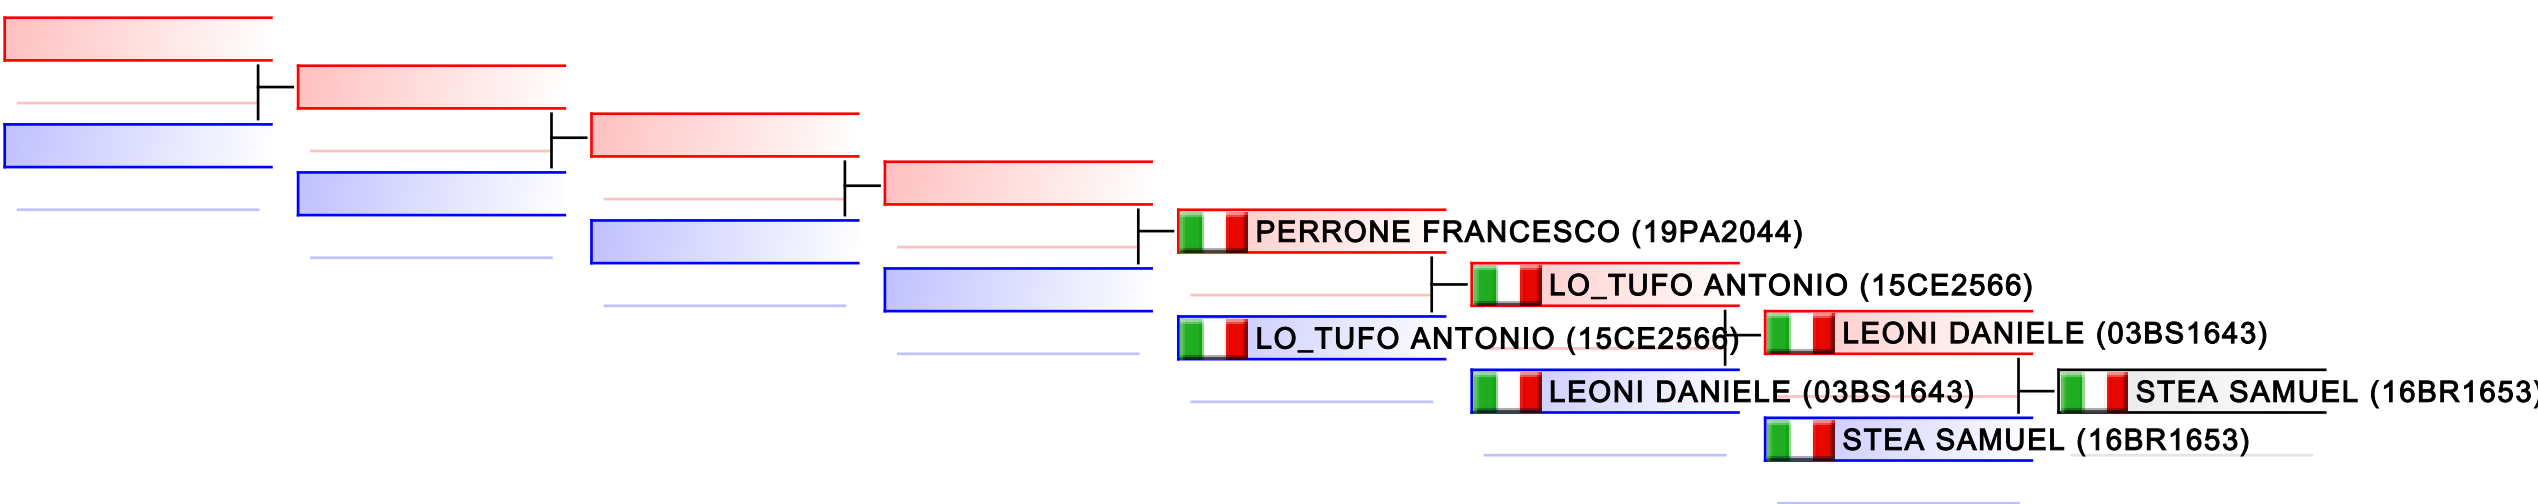 PERRONE FRANCESCO (19PA2044)
LO_TUFO ANTONIO (15CE2566)
LO_TUFO ANTONIO (15CE2566)
LEONI DANIELE (03BS1643)
LEONI DANIELE (03BS1643)
STEA SAMUEL (16BR1653)
STEA SAMUEL (16BR1653)